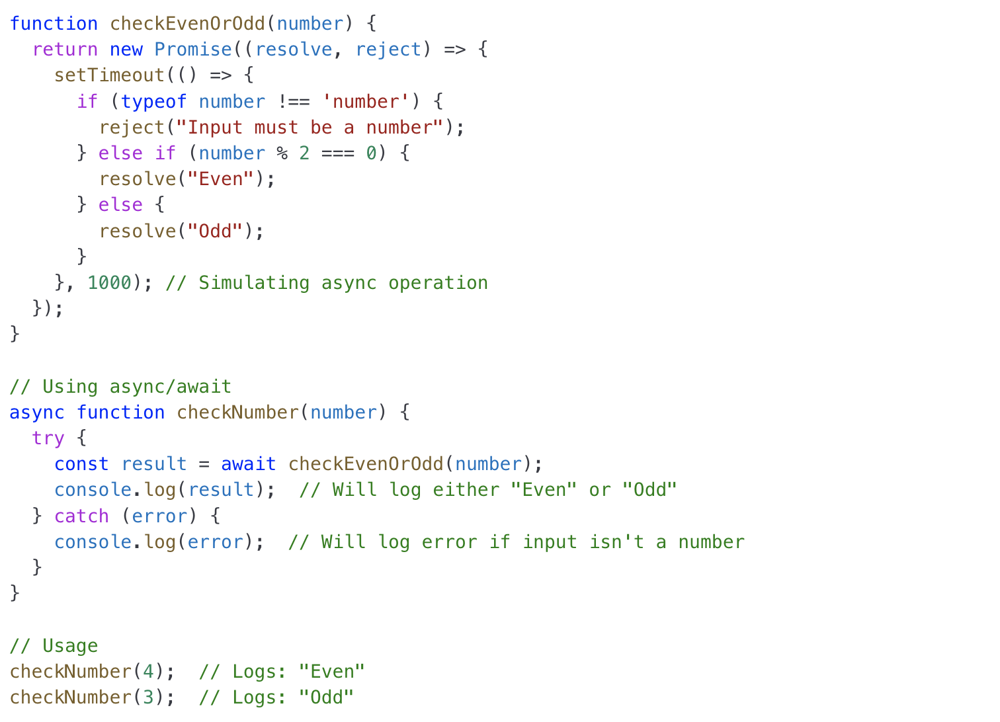 function checkEvenOrOdd(number) {
  return new Promise((resolve, reject) => {
    setTimeout(() => {
      if (typeof number !== 'number') {
        reject("Input must be a number");
      } else if (number % 2 === 0) {
        resolve("Even");
      } else {
        resolve("Odd");
      }
    }, 1000); // Simulating async operation
  });
}

// Using async/await
async function checkNumber(number) {
  try {
    const result = await checkEvenOrOdd(number);
    console.log(result);  // Will log either "Even" or "Odd"
  } catch (error) {
    console.log(error);  // Will log error if input isn't a number
  }
}

// Usage
checkNumber(4);  // Logs: "Even"
checkNumber(3);  // Logs: "Odd"